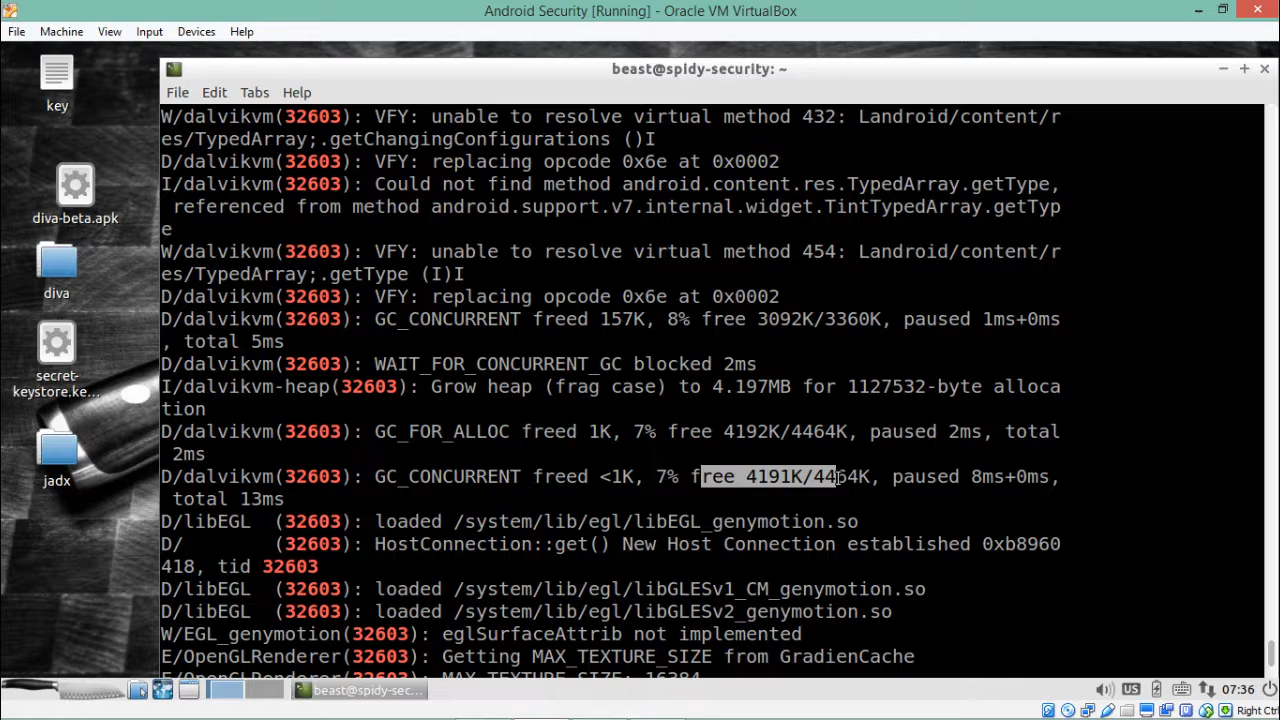 Android Security [Running] - Oracle VM VirtualBox
File Machine View Input Devices Help
beast@spidy-security: ~
File Edit Tabs Help
key
diva-beta.apk
diva
secret-
keystore.ke...
jadx
W/dalvikvm(32603): VFY: unable to resolve virtual method 432: Landroid/content/r
es/TypedArray;.getChangingConfigurations ()I
D/dalvikvm(32603): VFY: replacing opcode 0x6e at 0x0002
I/dalvikvm(32603): Could not find method android.content.res.TypedArray.getType,
 referenced from method android.support.v7.internal.widget.TintTypedArray.getTyp
e
W/dalvikvm(32603): VFY: unable to resolve virtual method 454: Landroid/content/r
es/TypedArray;.getType (I)I
D/dalvikvm(32603): VFY: replacing opcode 0x6e at 0x0002
D/dalvikvm(32603): GC_CONCURRENT freed 157K, 8% free 3092K/3360K, paused 1ms+0ms
, total 5ms
D/dalvikvm(32603): WAIT_FOR_CONCURRENT_GC blocked 2ms
I/dalvikvm-heap(32603): Grow heap (frag case) to 4.197MB for 1127532-byte alloca
tion
D/dalvikvm(32603): GC_FOR_ALLOC freed 1K, 7% free 4192K/4464K, paused 2ms, total
2ms
D/dalvikvm(32603): GC_CONCURRENT freed <1K, 7% free 4191K/4464K, paused 8ms+0ms,
 total 13ms
D/libEGL  (32603): loaded /system/lib/egl/libEGL_genymotion.so
D/        (32603): HostConnection::get() New Host Connection established 0xb8960
418, tid 32603
D/libEGL  (32603): loaded /system/lib/egl/libGLESv1_CM_genymotion.so
D/libEGL  (32603): loaded /system/lib/egl/libGLESv2_genymotion.so
W/EGL_genymotion(32603): eglSurfaceAttrib not implemented
E/OpenGLRenderer(32603): Getting MAX_TEXTURE_SIZE from GradienCache
E/OpenGLRenderer(32603): MAX_TEXTURE_SIZE: 16384
beast@spidy-sec...
US
07:36
Right Ctrl